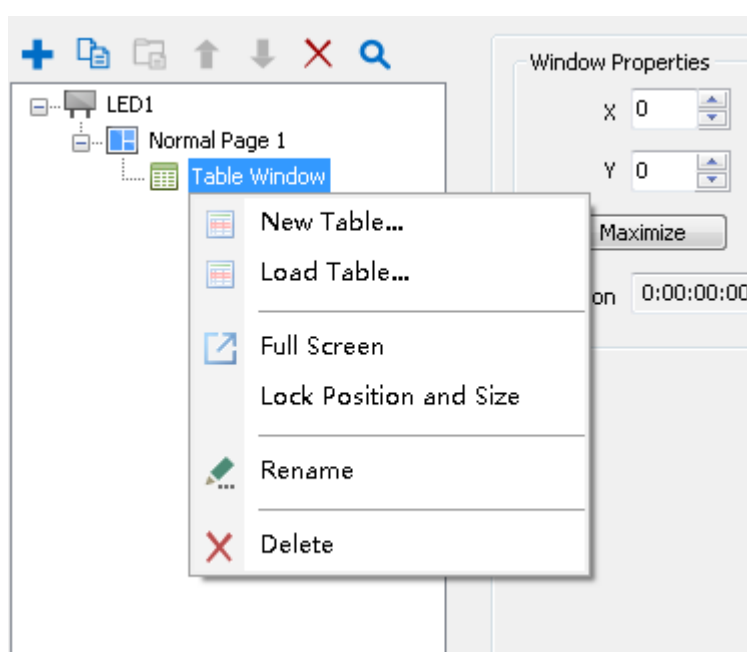 LED1
Normal Page 1
Table Window
New Table...
Load Table...
Full Screen
Lock Position and Size
Rename
Delete
Window Properties
X 0
Y 0
Maximize
on 0:00:00:00